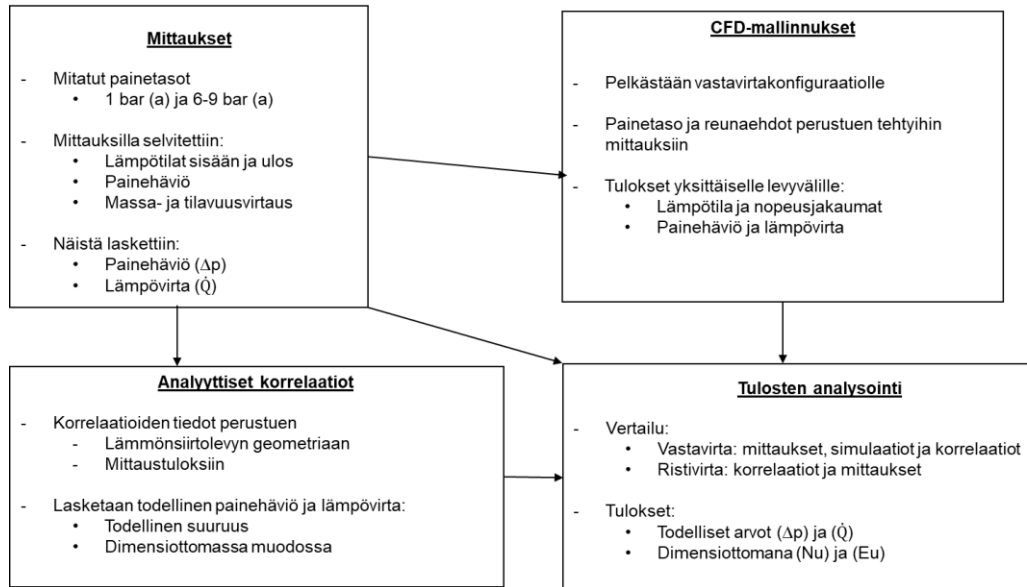 Mittaukset
- Mitatut painetasot
• 1 bar (a) ja 6-9 bar (a)
- Mittauksilla selvitettiin:
• Lämpötilat sisään ja ulos
• Painehäviö
• Massa- ja tilavuusvirtaus
- Näistä laskettiin:
• Painehäviö (Δp)
• Lämpövirta (Q̇)
CFD-mallinnukset
- Pelkästään vastavirtakonfiguraatiolle
- Painetaso ja reunaehdot perustuen tehtyihin
mittauksiin
- Tulokset yksittäiselle levyvälille:
• Lämpötila ja nopeusjakaumat
• Painehäviö ja lämpövirta
Analyyttiset korrelaatiot
- Korrelaatioiden tiedot perustuen
- Lämmönsiirtolevyn geometriaan
- Mittaustuloksiin
- Lasketaan todellinen painehäviö ja lämpövirta:
• Todellinen suuruus
• Dimensiottomassa muodossa
Tulosten analysointi
- Vertailu:
• Vastavirta: mittaukset, simulaatiot ja korrelaatiot
• Ristivirta: korrelaatiot ja mittaukset
- Tulokset:
• Todelliset arvot (Δp) ja (Q̇)
• Dimensiottomana (Nu) ja (Eu)